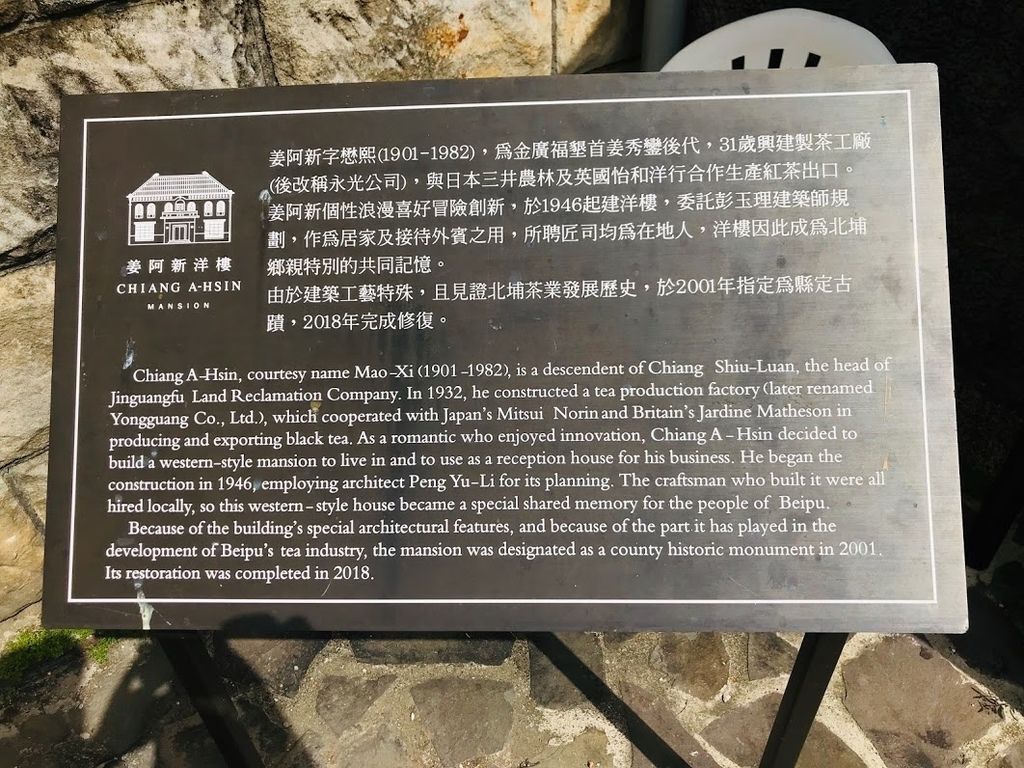 姜阿新洋樓
CHIANG A-HSIN
MANSION
姜阿新字懋熙(1901-1982)，爲金廣福墾首姜秀鑾後代，31歲興建製茶工廠
(後改稱永光公司)，與日本三井農林及英國怡和洋行合作生產紅茶出口。
姜阿新個性浪漫喜好冒險創新，於1946起建洋樓，委託彭玉理建築師規
劃，作爲居家及接待外賓之用，所聘匠司均爲在地人，洋樓因此成爲北埔
鄉親特別的共同記憶。
由於建築工藝特殊，且見證北埔茶業發展歷史，於2001年指定爲縣定古
蹟，2018年完成修復。
Chiang A-Hsin, courtesy name Mao-Xi (1901-1982), is a descendent of Chiang Shiu-Luan, the head of
Jinguangfu Land Reclamation Company. In 1932, he constructed a tea production factory (later renamed
Yongguang Co., Ltd.), which cooperated with Japan's Mitsui Norin and Britain's Jardine Matheson in
producing and exporting black tea. As a romantic who enjoyed innovation, Chiang A-Hsin decided to
build a western-style mansion to live in and to use as a reception house for his business. He began the
construction in 1946, employing architect Peng Yu-Li for its planning. The craftsman who built it were all
hired locally, so this western-style house became a special shared memory for the people of Beipu.
Because of the building's special architectural features, and because of the part it has played in the
development of Beipu's tea industry, the mansion was designated as a county historic monument in 2001.
Its restoration was completed in 2018.